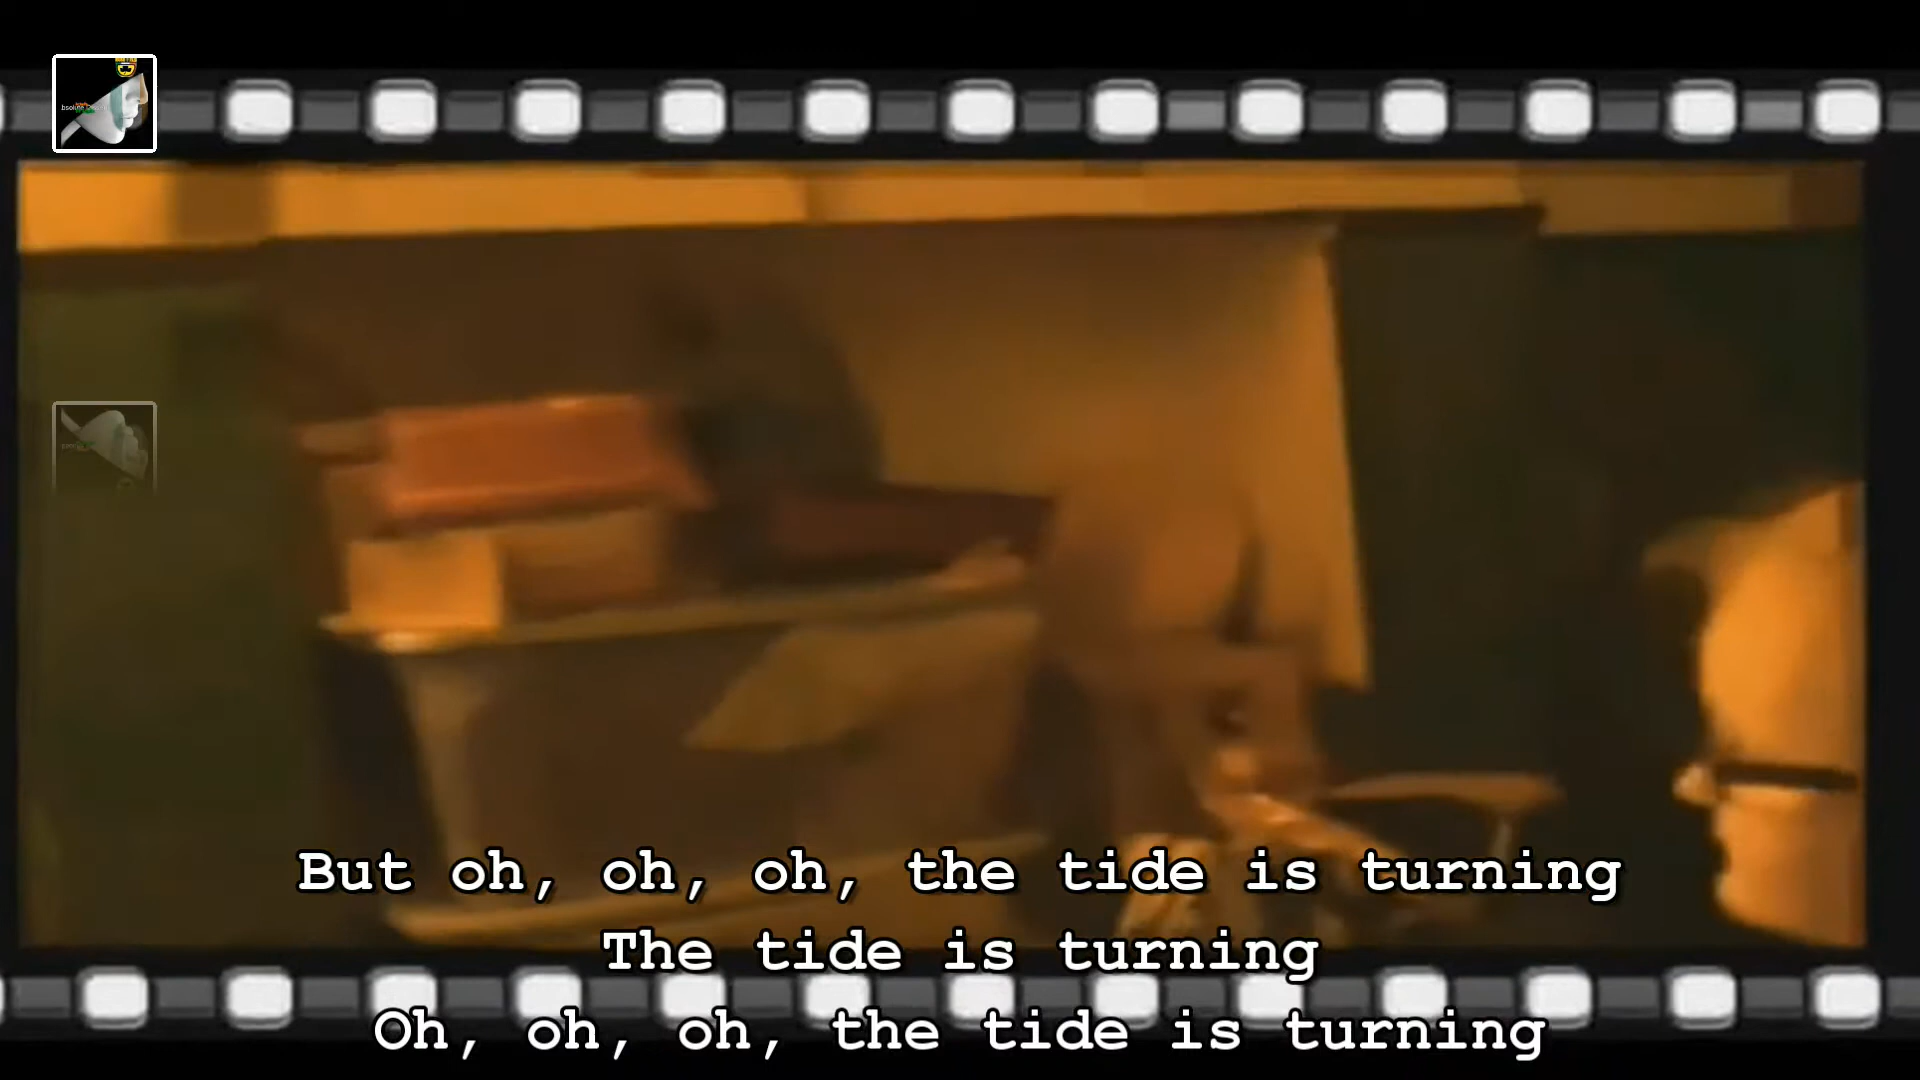 But oh, oh, oh, the tide is turning
The tide is turning
Oh, oh, oh, the tide is turning